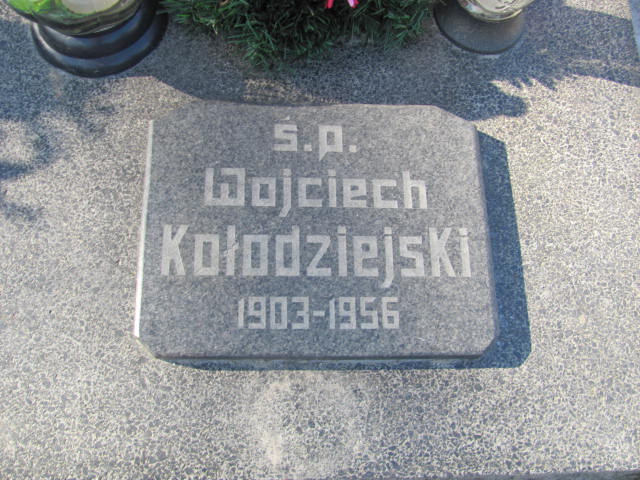 ś.p.
Wojciech
Kołodziejski
1903-1956